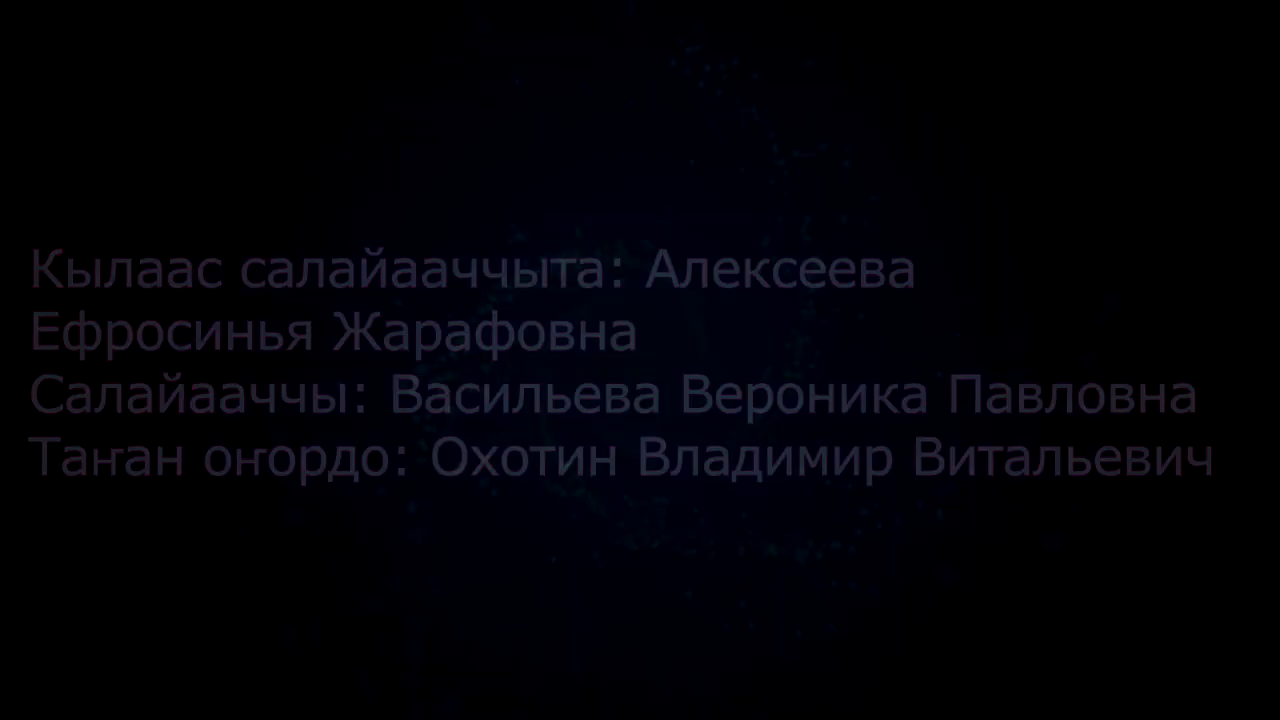 Кылаас салайааччыта: Алексеева
Ефросинья Жарафовна
Салайааччы: Васильева Вероника Павловна
Таҥан оҥордо: Охотин Владимир Витальевич